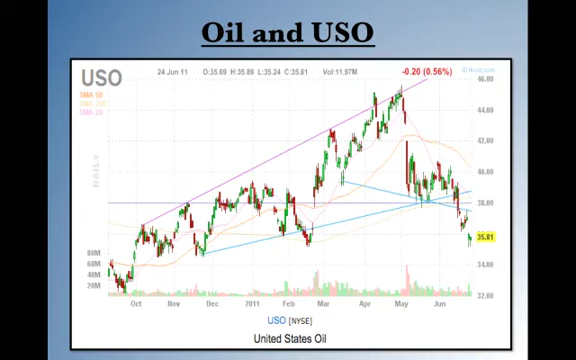 Oil and USO
USO
24 Jun 11 O:35.69 H:35.89 L:35.24 C:35.81 Vol:11.97M -0.20 (0.56%)
SMA 50
SMA 20
DAILY
46.00
44.00
42.00
40.00
38.00
35.81
34.00
32.00
80M
60M
40M
20M
Oct Nov Dec 2011 Feb Mar Apr May Jun
USO [NYSE]
United States Oil